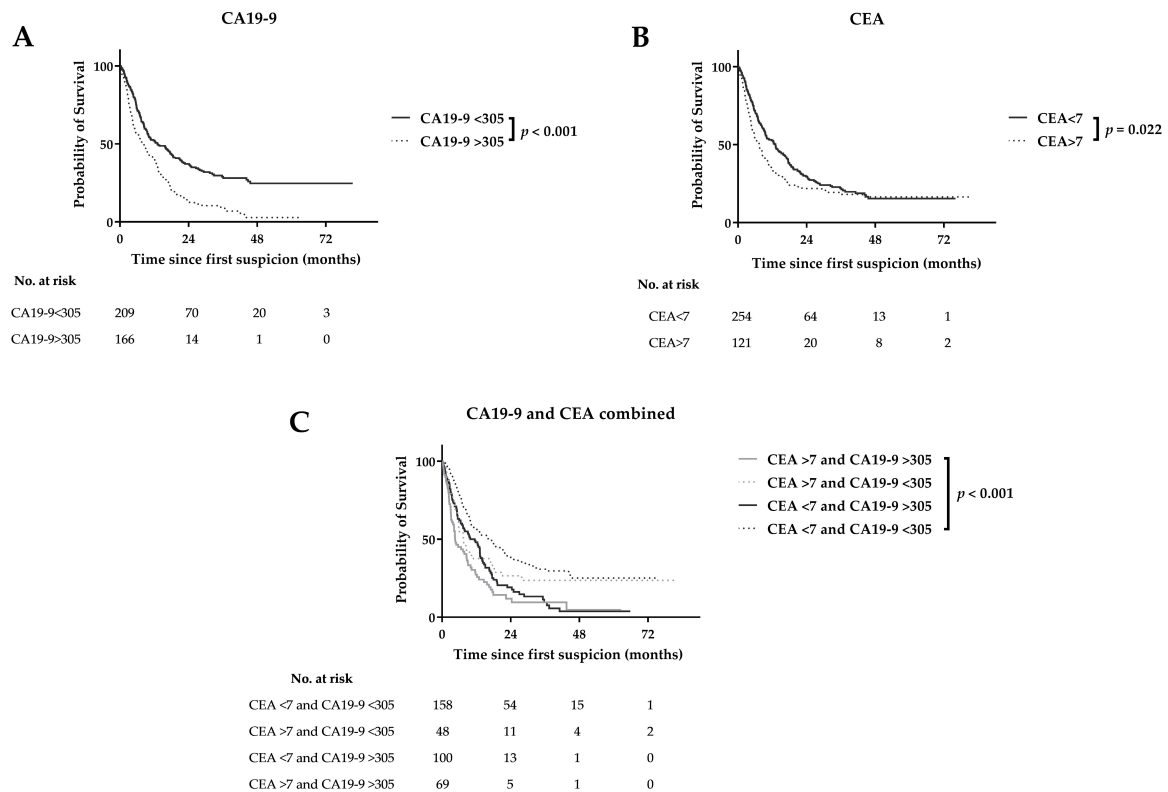 A
CA19-9
Probability of Survival
100
50
0
0 24 48 72
Time since first suspicion (months)
CA19-9 <305
CA19-9 >305
p < 0.001
No. at risk
CA19-9<305 209 70 20 3
CA19-9>305 166 14 1 0
B
CEA
Probability of Survival
100
50
0
0 24 48 72
Time since first suspicion (months)
CEA<7
CEA>7
p = 0.022
No. at risk
CEA<7 254 64 13 1
CEA>7 121 20 8 2
C
CA19-9 and CEA combined
Probability of Survival
100
50
0
0 24 48 72
Time since first suspicion (months)
CEA >7 and CA19-9 >305
CEA >7 and CA19-9 <305
CEA <7 and CA19-9 >305
CEA <7 and CA19-9 <305
p < 0.001
No. at risk
CEA <7 and CA19-9 <305 158 54 15 1
CEA >7 and CA19-9 <305 48 11 4 2
CEA <7 and CA19-9 >305 100 13 1 0
CEA >7 and CA19-9 >305 69 5 1 0